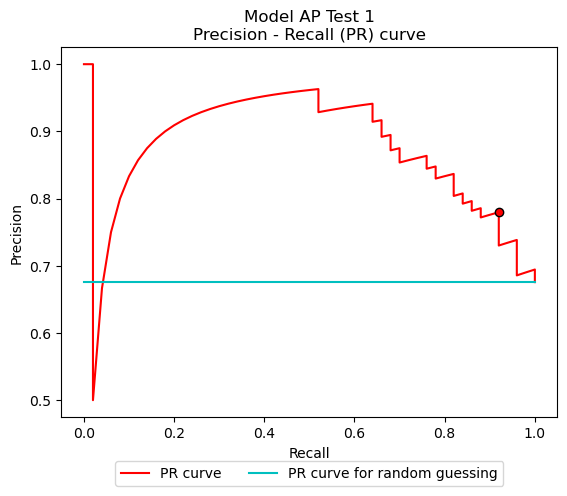 Model AP Test 1
Precision - Recall (PR) curve
1.0
0.9
0.8
0.7
0.6
0.5
Precision
0.0
0.2
0.4
0.6
0.8
1.0
Recall
PR curve
PR curve for random guessing